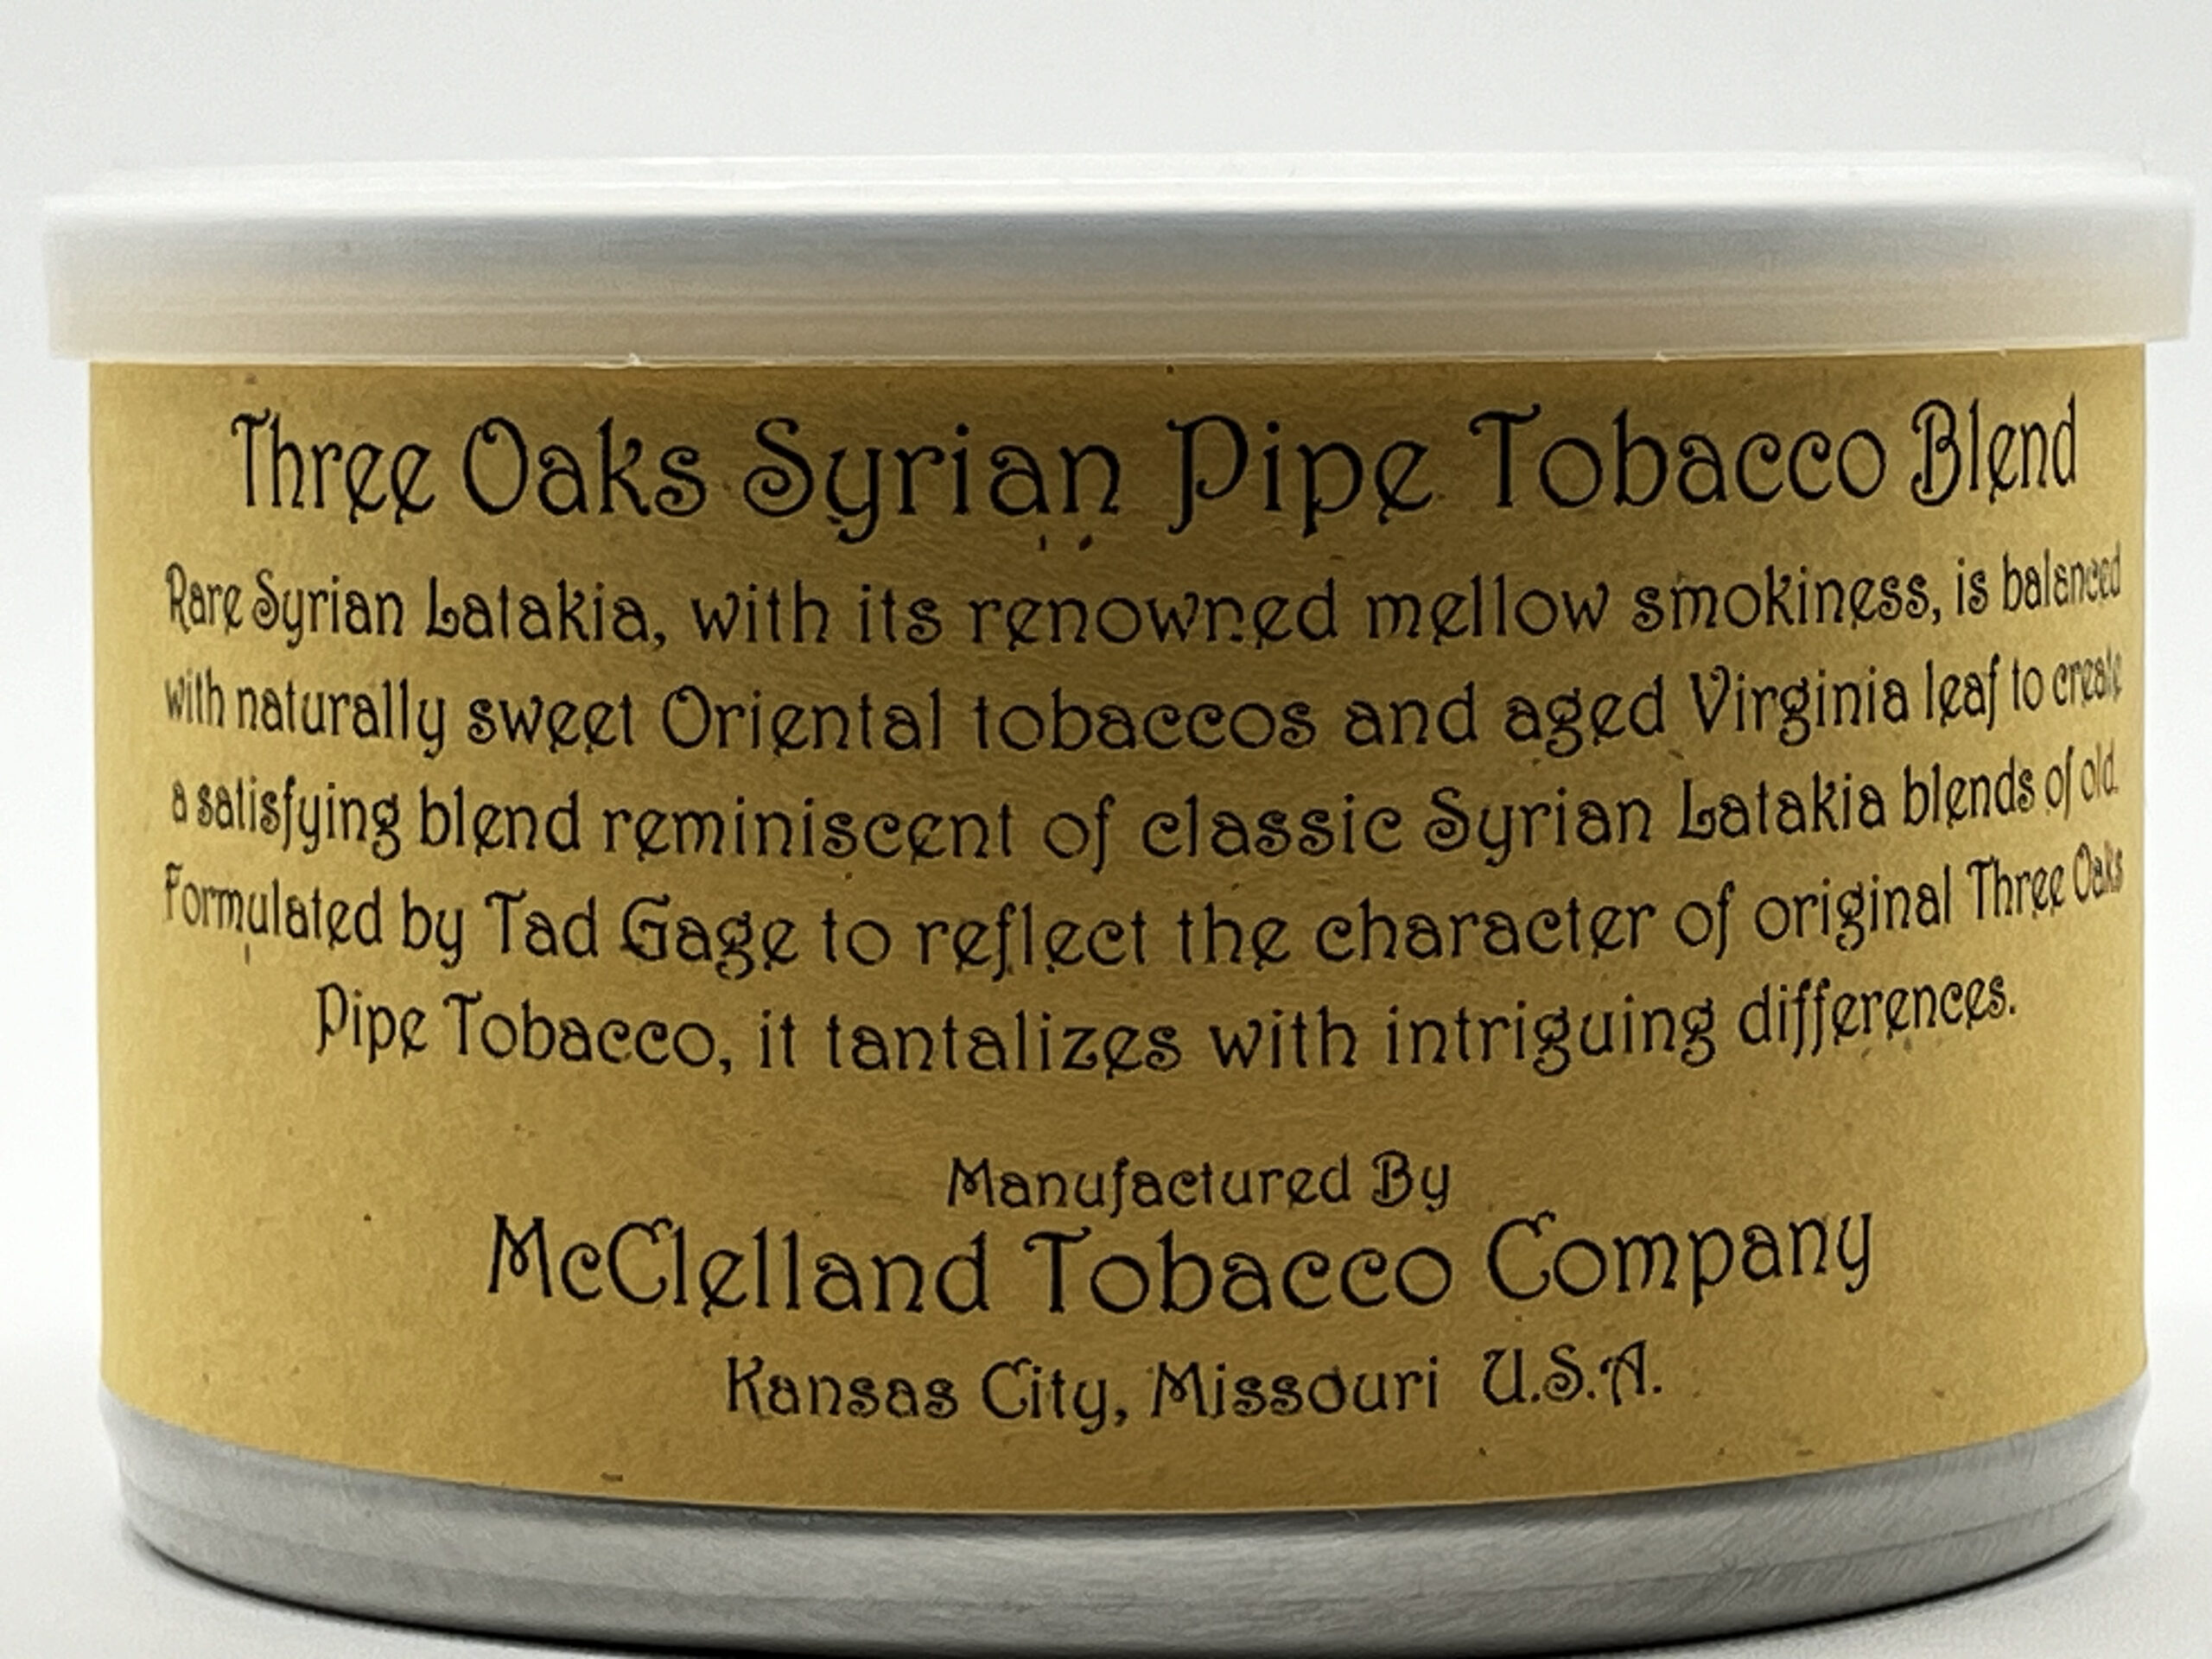 Three Oaks Syrian Pipe Tobacco Blend
Rare Syrian Latakia, with its renowned mellow smokiness, is balanced
with naturally sweet Oriental tobaccos and aged Virginia leaf to create
a satisfying blend reminiscent of classic Syrian Latakia blends of old.
Formulated by Tad Gage to reflect the character of original Three Oaks
Pipe Tobacco, it tantalizes with intriguing differences.
Manufactured By
McClelland Tobacco Company
Kansas City, Missouri U.S.A.